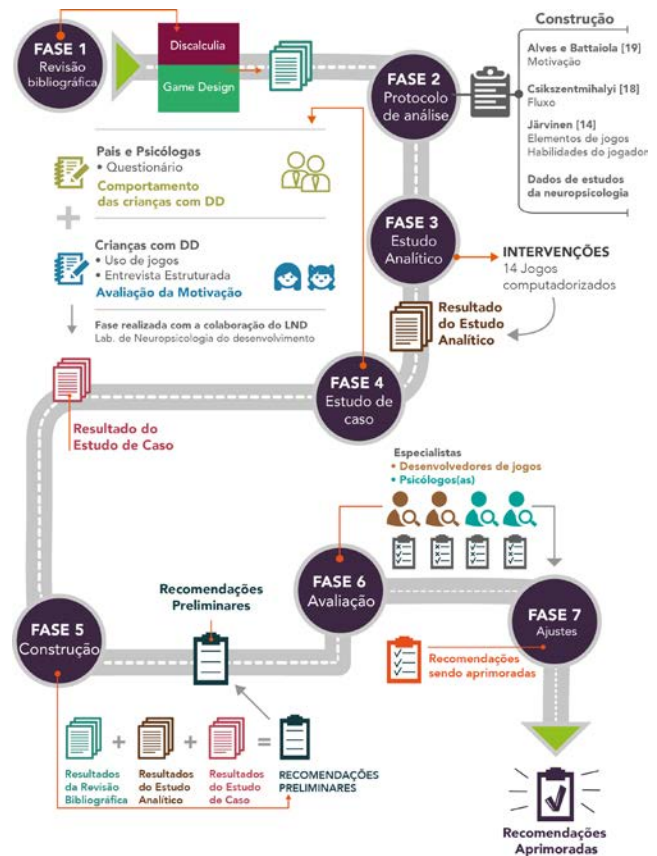 FASE 1
Revisão
bibliográfica
Discalculia
Game Design
FASE 2
Protocolo
de análise
Construção
Alves e Battaiola [19]
Motivação
Csikszentmihalyi [18]
Fluxo
Järvinen [14]
Elementos de jogos
Habilidades do jogador
Dados de estudos
da neuropsicologia
Pais e Psicólogas
• Questionário
Comportamento
das crianças com DD
Crianças com DD
• Uso de jogos
• Entrevista Estruturada
Avaliação da Motivação
Fase realizada com a colaboração do LND
Lab. de Neuropsicologia do desenvolvimento
FASE 3
Estudo
Analítico
INTERVENÇÕES
14 Jogos
computadorizados
Resultado
do Estudo
Analítico
FASE 4
Estudo de
caso
Resultado do
Estudo de Caso
Especialistas
• Desenvolvedores de jogos
• Psicólogos(as)
FASE 6
Avaliação
FASE 7
Ajustes
Recomendações
Preliminares
FASE 5
Construção
Recomendações
sendo aprimoradas
Resultados
da Revisão
Bibliográfica
Resultados
do Estudo
Analítico
Resultados
do Estudo
de Caso
RECOMENDAÇÕES
PRELIMINARES
Recomendações
Aprimoradas